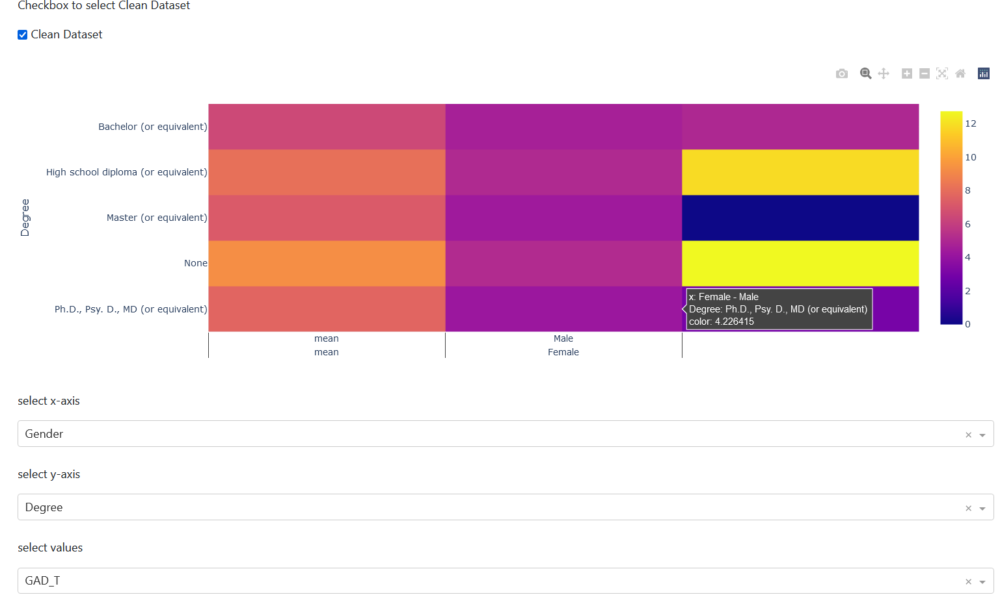 Checkbox to select Clean Dataset
Clean Dataset
Bachelor (or equivalent)
High school diploma (or equivalent)
Master (or equivalent)
None
Ph.D., Psy. D., MD (or equivalent)
Degree
x: Female - Male
Degree: Ph.D., Psy. D., MD (or equivalent)
color: 4.226415
12
10
8
6
4
2
0
mean Male
mean Female
select x-axis
Gender
select y-axis
Degree
select values
GAD_T